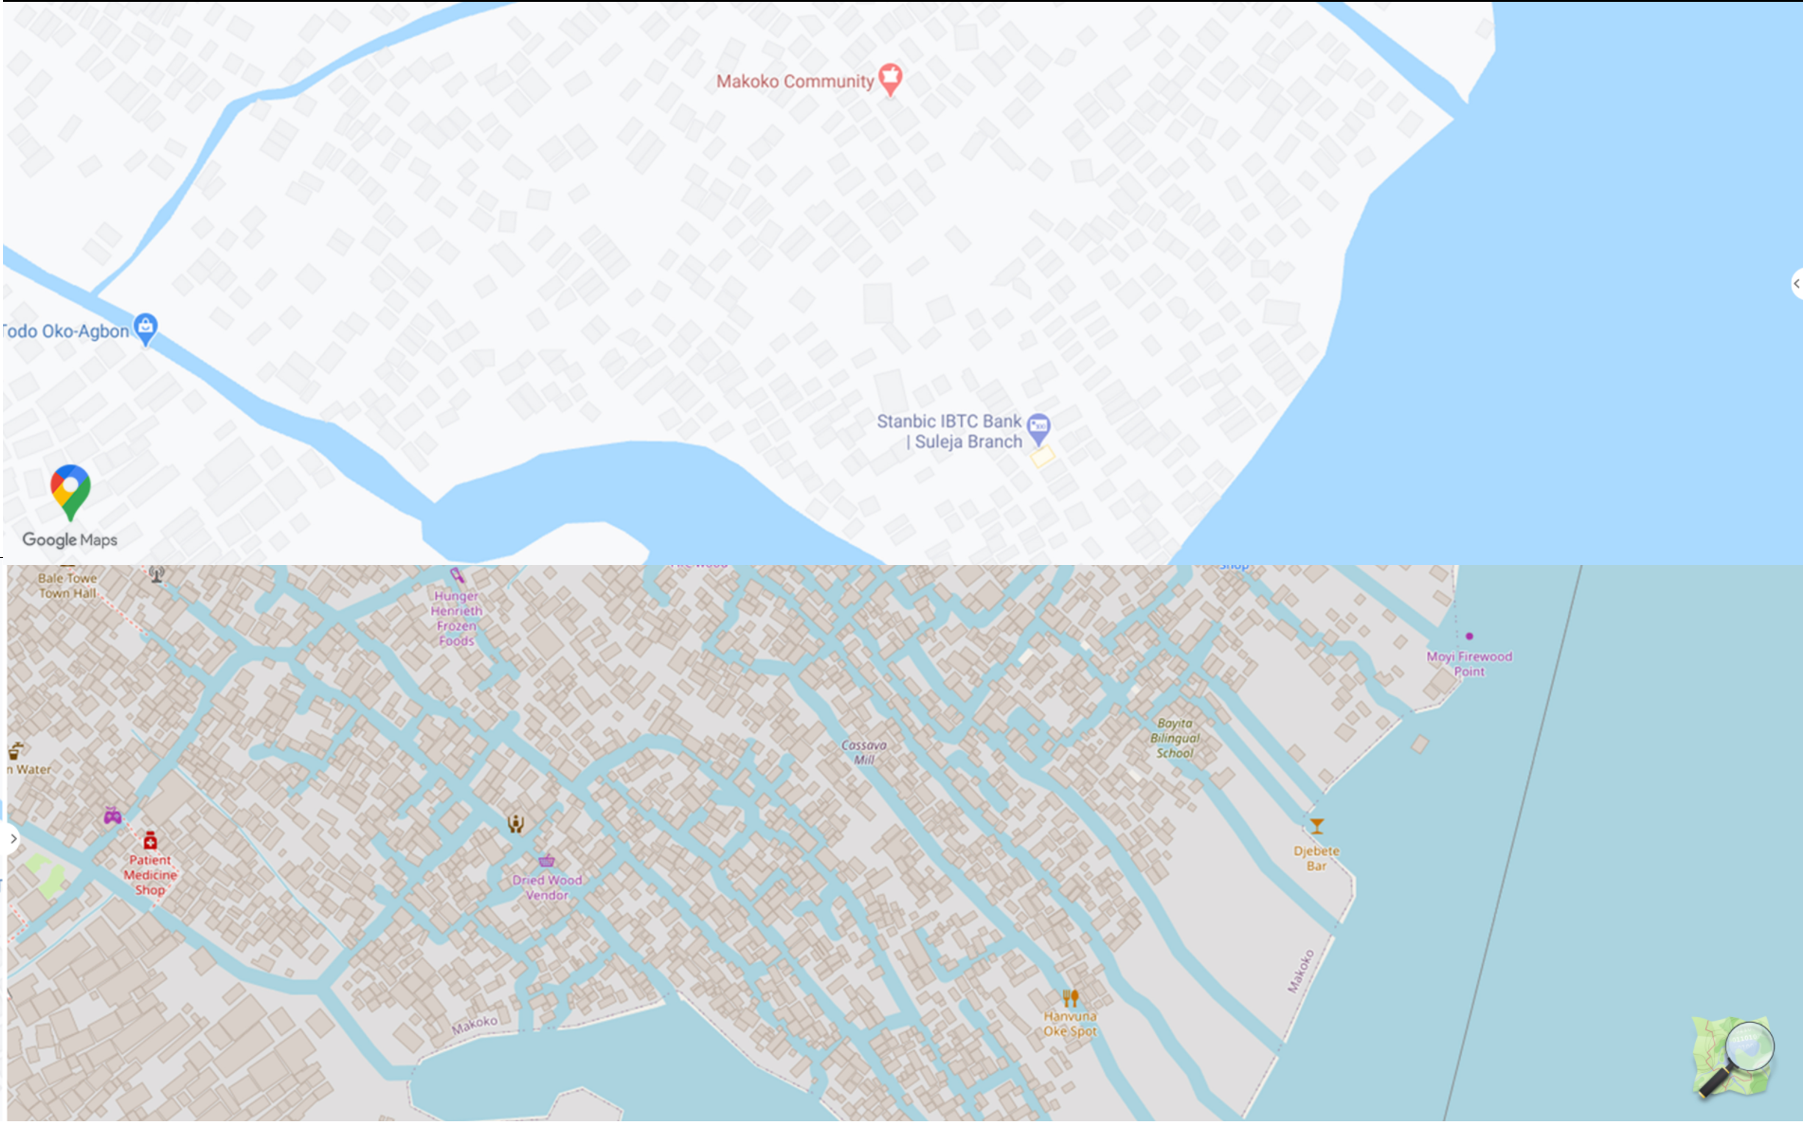 Makoko Community
Todo Oko-Agbon
Stanbic IBTC Bank
| Suleja Branch
Google Maps
Bale Towe
Town Hall
Hunger
Henrieth
Frozen
Foods
Shop
Moyi Firewood
Point
Bayita
Bilingual
School
Cassava
Mill
n Water
Patient
Medicine
Shop
Dried Wood
Vendor
Djebete
Bar
Makoko
Hanvuna
Oke Spot
Makoko